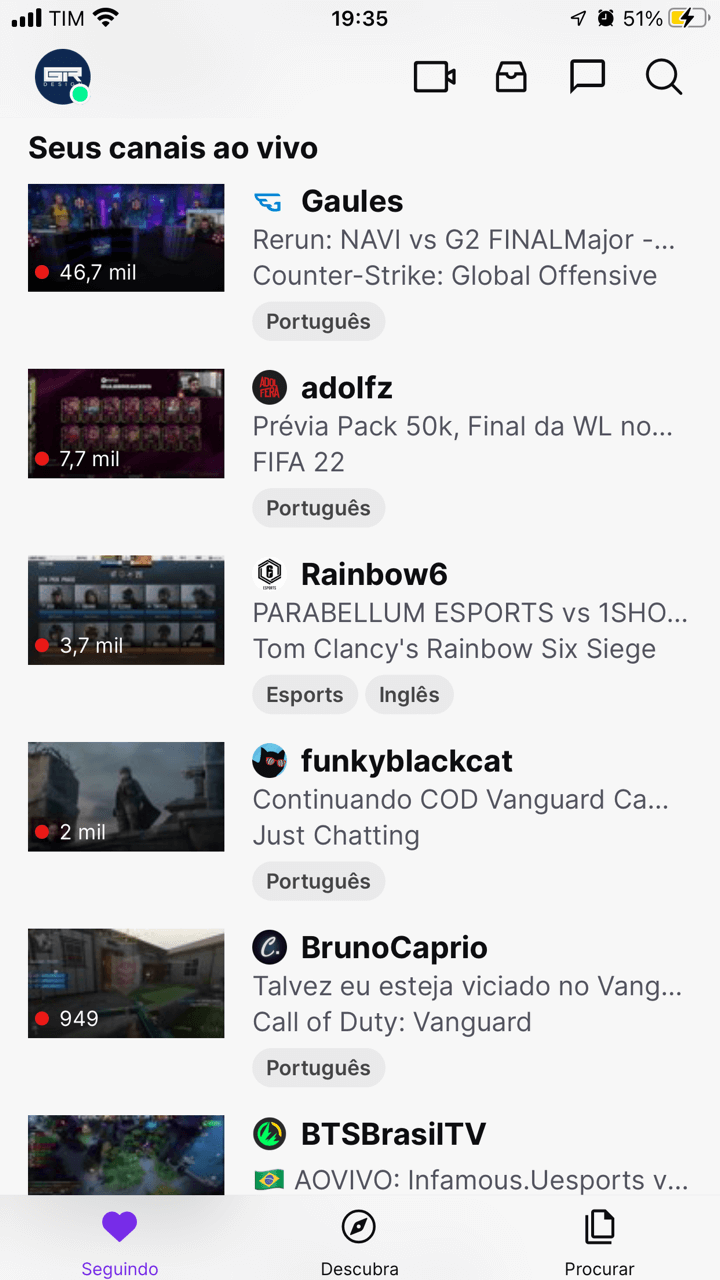 TIM
19:35
51%
GR
DESIGN
Seus canais ao vivo
46,7 mil
Gaules
Rerun: NAVI vs G2 FINALMajor -...
Counter-Strike: Global Offensive
Português
7,7 mil
adolfz
Prévia Pack 50k, Final da WL no...
FIFA 22
Português
3,7 mil
Rainbow6
PARABELLUM ESPORTS vs 1SHO...
Tom Clancy's Rainbow Six Siege
Esports
Inglês
2 mil
funkyblackcat
Continuando COD Vanguard Ca...
Just Chatting
Português
949
BrunoCaprio
Talvez eu esteja viciado no Vang...
Call of Duty: Vanguard
Português
BTSBrasilTV
AOVIVO: Infamous.Uesports v...
Seguindo
Descubra
Procurar